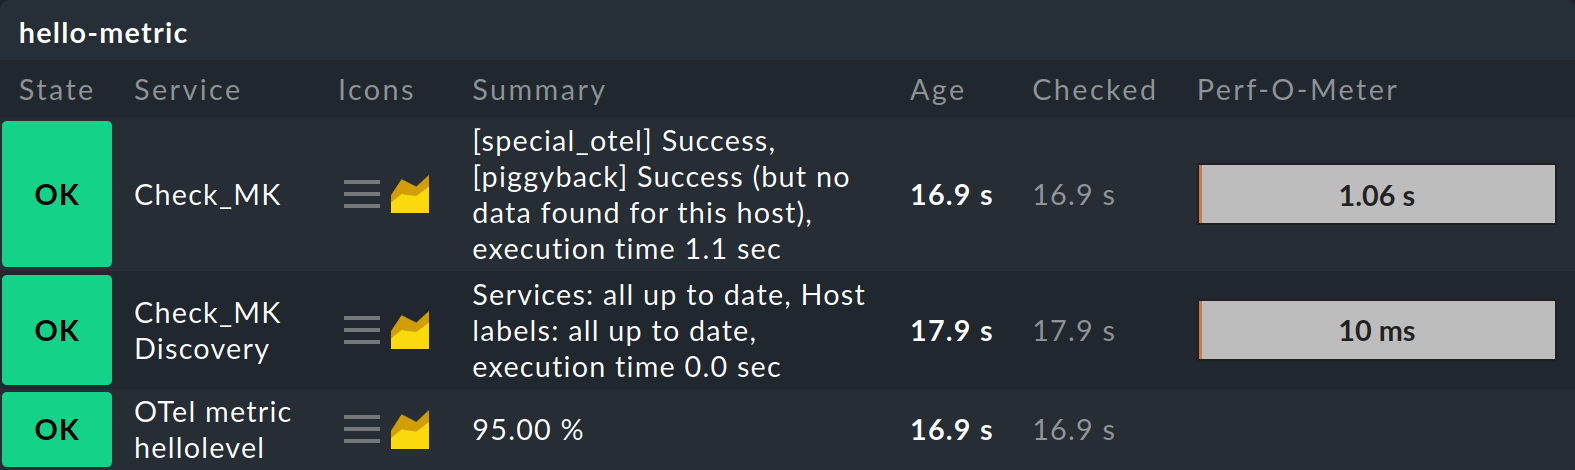 hello-metric
State Service Icons Summary Age Checked Perf-O-Meter
OK Check_MK [special_otel] Success,
[piggyback] Success (but no
data found for this host),
execution time 1.1 sec 16.9 s 16.9 s 1.06 s
OK Check_MK
Discovery Services: all up to date, Host
labels: all up to date,
execution time 0.0 sec 17.9 s 17.9 s 10 ms
OK OTel metric
hellolevel 95.00 % 16.9 s 16.9 s